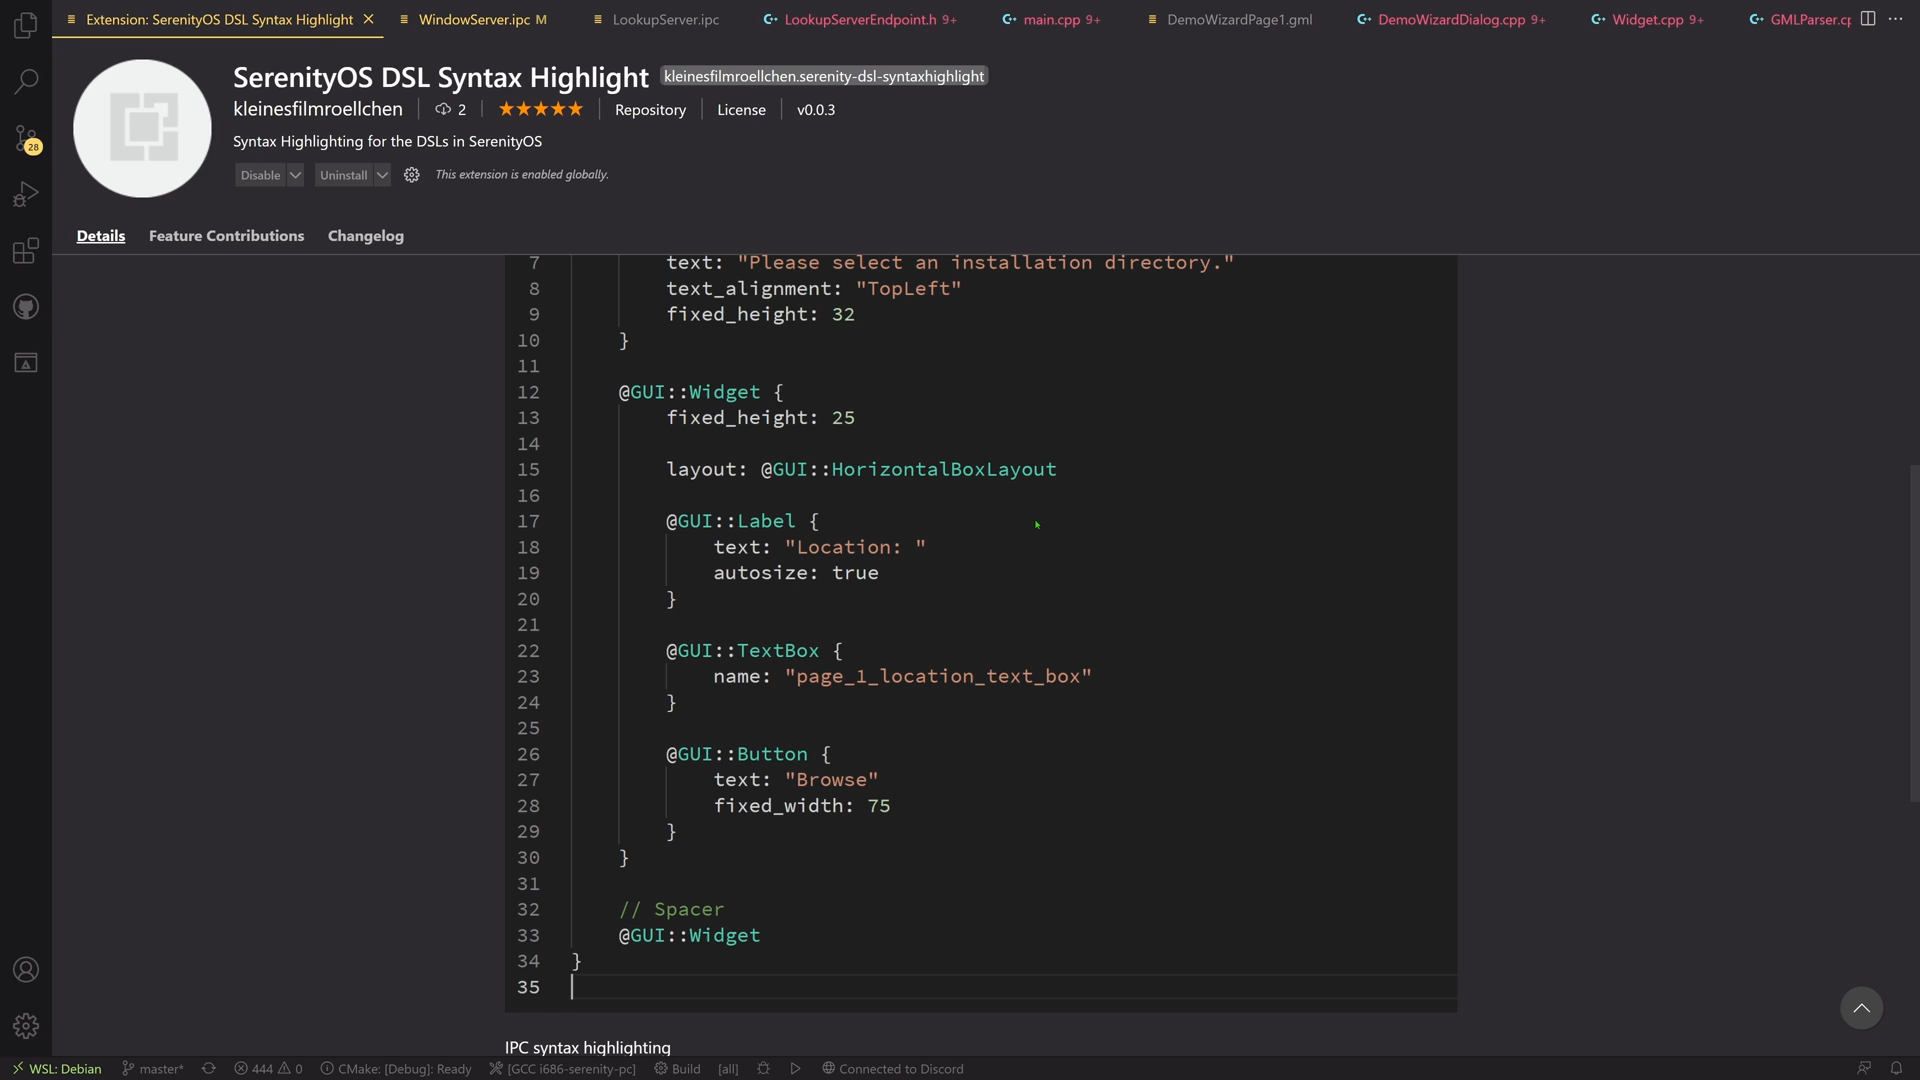 Extension: SerenityOS DSL Syntax Highlight
WindowServer.ipc M
LookupServer.ipc
LookupServerEndpoint.h 9+
main.cpp 9+
DemoWizardPage1.gml
DemoWizardDialog.cpp 9+
Widget.cpp 9+
GMLParser.cp
28
SerenityOS DSL Syntax Highlight kleinesfilmroellchen.serenity-dsl-syntaxhighlight
kleinesfilmroellchen 2 ★★★★★ Repository License v0.0.3
Syntax Highlighting for the DSLs in SerenityOS
Disable Uninstall This extension is enabled globally.
Details Feature Contributions Changelog
7 text: "Please select an installation directory."
8 text_alignment: "TopLeft"
9 fixed_height: 32
10 }
11
12 @GUI::Widget {
13 fixed_height: 25
14
15 layout: @GUI::HorizontalBoxLayout
16
17 @GUI::Label {
18 text: "Location: "
19 autosize: true
20 }
21
22 @GUI::TextBox {
23 name: "page_1_location_text_box"
24 }
25
26 @GUI::Button {
27 text: "Browse"
28 fixed_width: 75
29 }
30 }
31
32 // Spacer
33 @GUI::Widget
34 }
35
IPC syntax highlighting
WSL: Debian master* 444 0 CMake: [Debug]: Ready [GCC i686-serenity-pc] Build [all] Connected to Discord